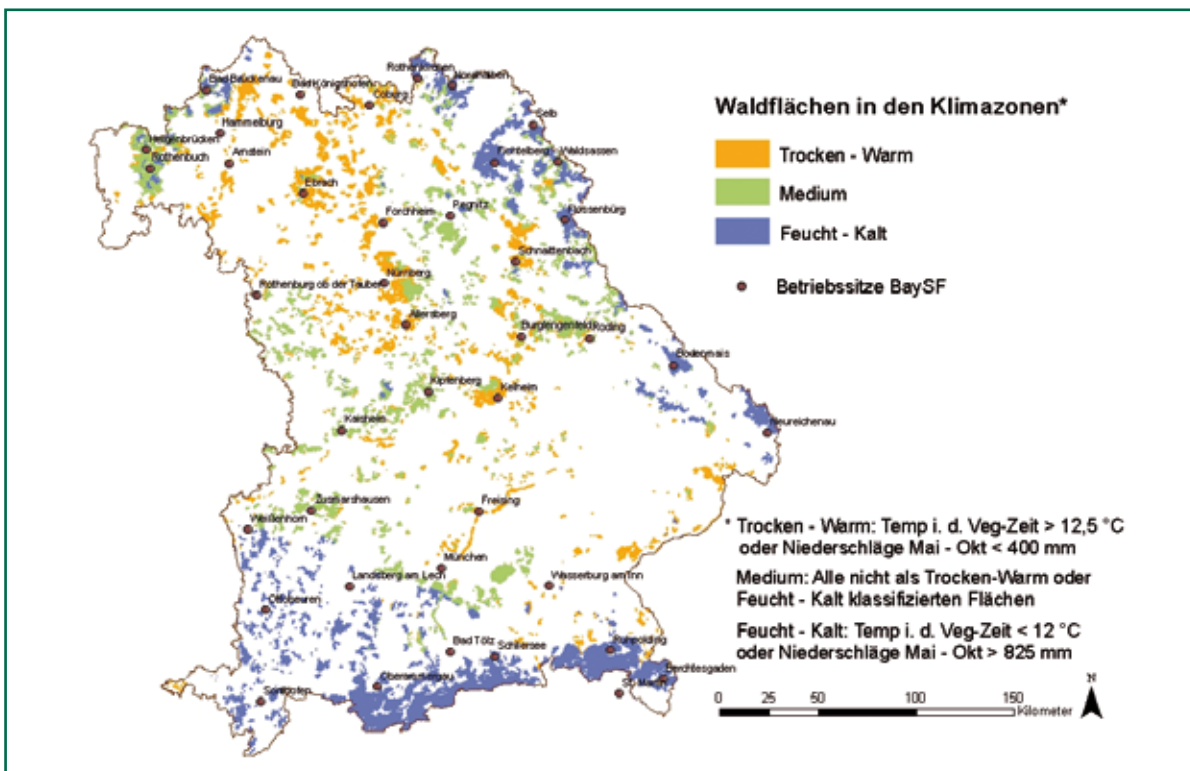 Rothenkirchen
Nordhalben
Bad Brückenau
Bad Königshofen
Coburg
Selb
Hammelburg
Heigenbrücken
Arnstein
Rothenbuch
Fichtelberg
Waldsassen
Ebrach
Pegnitz
Forchheim
Flossenbürg
Schnaittenbach
Nürnberg
Rothenburg ob der Tauber
Allersberg
Burglengenfeld
Roding
Bodenmais
Kipfenberg
Kelheim
Kaisheim
Neureichenau
Zusmarshausen
Freising
Weißenhorn
München
Landsberg am Lech
Wasserburg am Inn
Ottobeuren
Bad Tölz
Schliersee
Ruhpolding
Oberammergau
Berchtesgaden
St. Martin
Sonthofen
Waldflächen in den Klimazonen*
Trocken - Warm
Medium
Feucht - Kalt
Betriebssitze BaySF
* Trocken - Warm: Temp i. d. Veg-Zeit > 12,5 °C
oder Niederschläge Mai - Okt < 400 mm
Medium: Alle nicht als Trocken-Warm oder
Feucht - Kalt klassifizierten Flächen
Feucht - Kalt: Temp i. d. Veg-Zeit < 12 °C
oder Niederschläge Mai - Okt > 825 mm
N
0 25 50 100 150
Kilometer